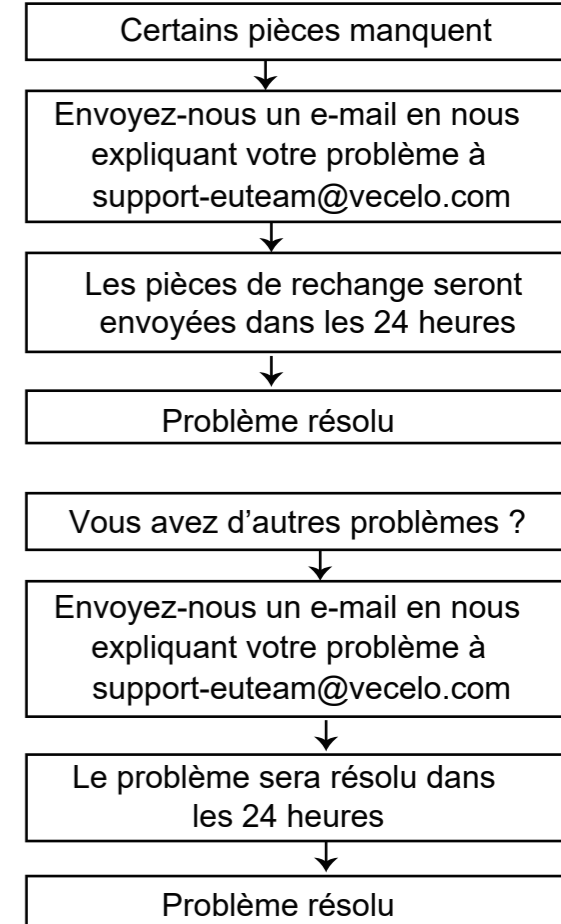 Certains pièces manquent
Envoyez-nous un e-mail en nous
expliquant votre problème à
support-euteam@vecelo.com
Les pièces de rechange seront
envoyées dans les 24 heures
Problème résolu
Vous avez d’autres problèmes ?
Envoyez-nous un e-mail en nous
expliquant votre problème à
support-euteam@vecelo.com
Le problème sera résolu dans
les 24 heures
Problème résolu